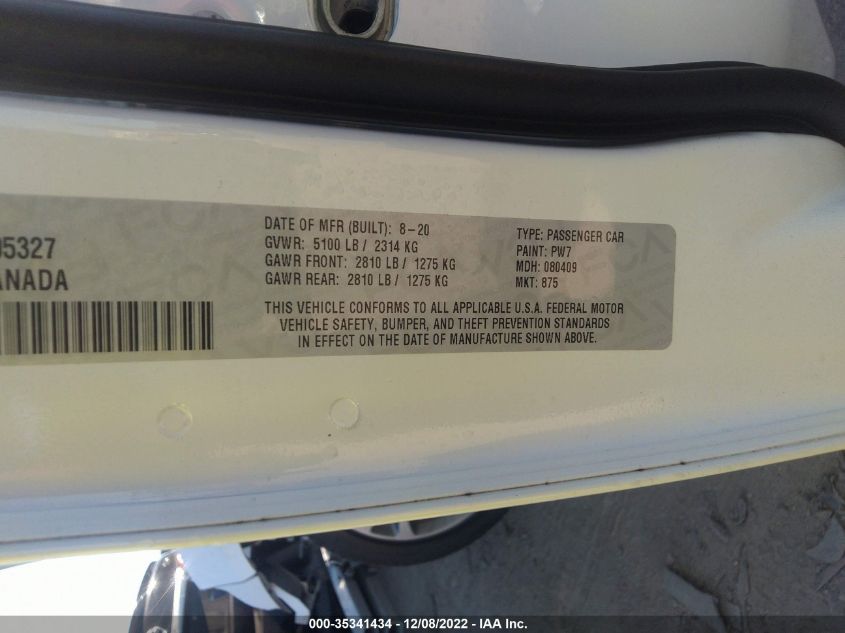 05327
ANADA
DATE OF MFR (BUILT): 8-20
GVWR: 5100 LB / 2314 KG
GAWR FRONT: 2810 LB / 1275 KG
GAWR REAR: 2810 LB / 1275 KG
TYPE: PASSENGER CAR
PAINT: PW7
MDH: 080409
MKT: 875
THIS VEHICLE CONFORMS TO ALL APPLICABLE U.S.A. FEDERAL MOTOR
VEHICLE SAFETY, BUMPER, AND THEFT PREVENTION STANDARDS
IN EFFECT ON THE DATE OF MANUFACTURE SHOWN ABOVE.
000-35341434 - 12/08/2022 - IAA Inc.